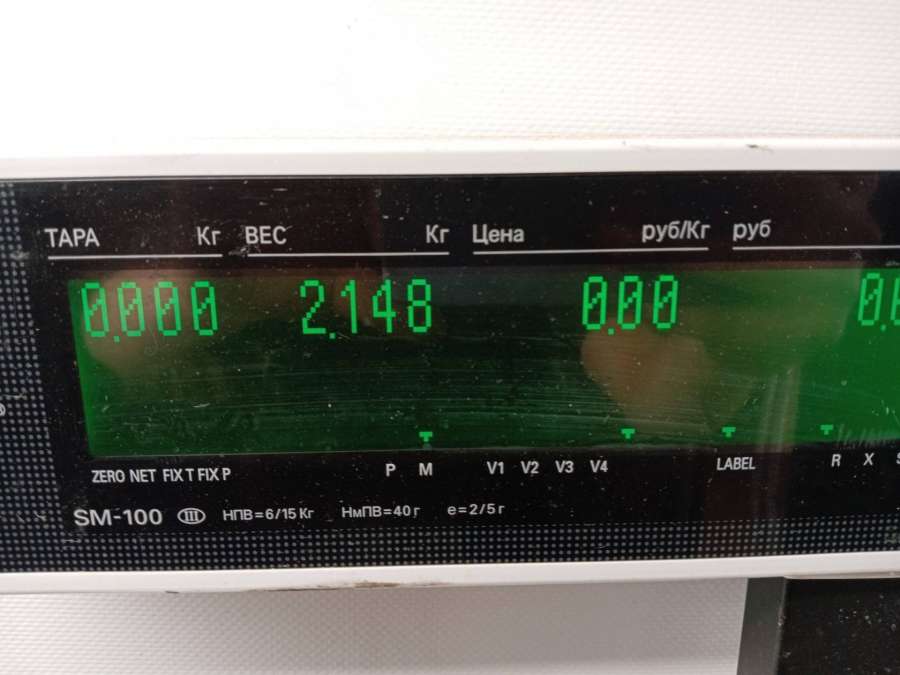 ТАРА Кг ВЕС Кг Цена руб/Кг руб
0.000 2.148 0.00
ZERO NET FIX T FIX P P M V1 V2 V3 V4 LABEL R X
SM-100 III НПВ=6/15 Кг НмПВ=40 г e=2/5 г